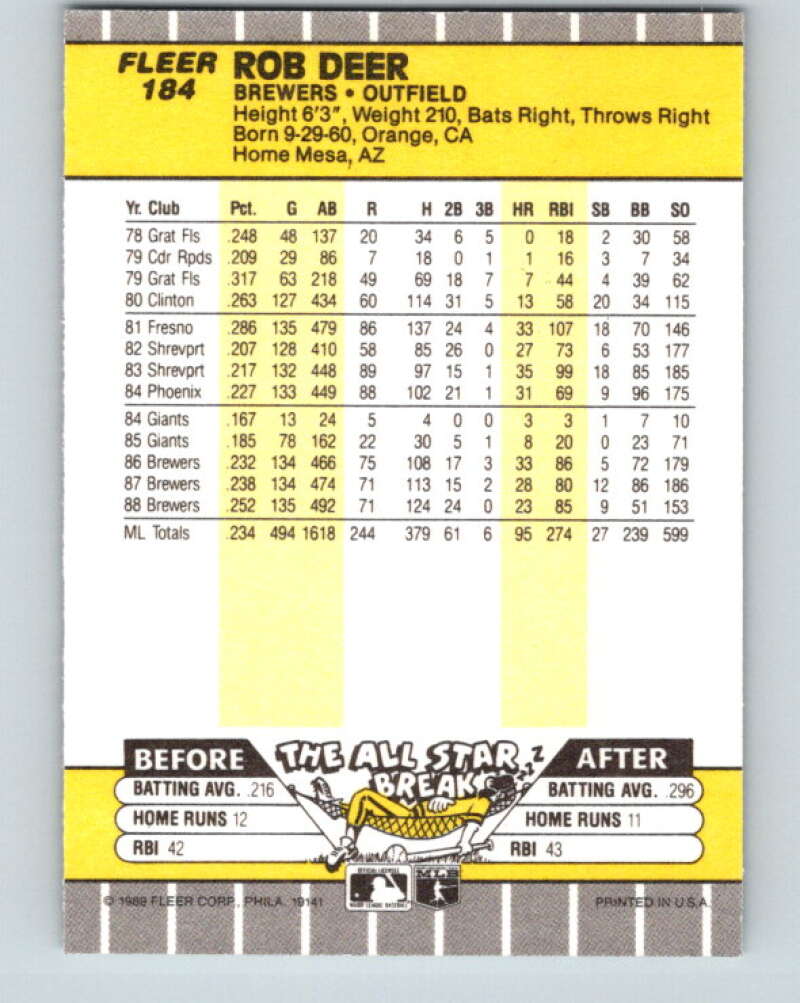 FLEER ROB DEER
184 BREWERS • OUTFIELD
Height 6'3", Weight 210, Bats Right, Throws Right
Born 9-29-60, Orange, CA
Home Mesa, AZ
Yr. Club Pct. G AB R H 2B 3B HR RBI SB BB SO
78 Grat Fls .248 48 137 20 34 6 5 0 18 2 30 58
79 Cdr Rpds .209 29 86 7 18 0 1 1 16 3 7 34
79 Grat Fls .317 63 218 49 69 18 7 7 44 4 39 62
80 Clinton .263 127 434 60 114 31 5 13 58 20 34 115
81 Fresno .286 135 479 86 137 24 4 33 107 18 70 146
82 Shrevprt .207 128 410 58 85 26 0 27 73 6 53 177
83 Shrevprt .217 132 448 89 97 15 1 35 99 18 85 185
84 Phoenix .227 133 449 88 102 21 1 31 69 9 96 175
84 Giants .167 13 24 5 4 0 0 3 3 1 7 10
85 Giants .185 78 162 22 30 5 1 8 20 0 23 71
86 Brewers .232 134 466 75 108 17 3 33 86 5 72 179
87 Brewers .238 134 474 71 113 15 2 28 80 12 86 186
88 Brewers .252 135 492 71 124 24 0 23 85 9 51 153
ML Totals .234 494 1618 244 379 61 6 95 274 27 239 599
BEFORE THE ALL STAR BREAK ZZZ AFTER
BATTING AVG. .216 BATTING AVG. .296
HOME RUNS 12 HOME RUNS 11
RBI 42 RBI 43
OFFICIAL LICENSEE
MAJOR LEAGUE BASEBALL
MLB
© 1989 FLEER CORP., PHILA. 19141 PRINTED IN U.S.A.